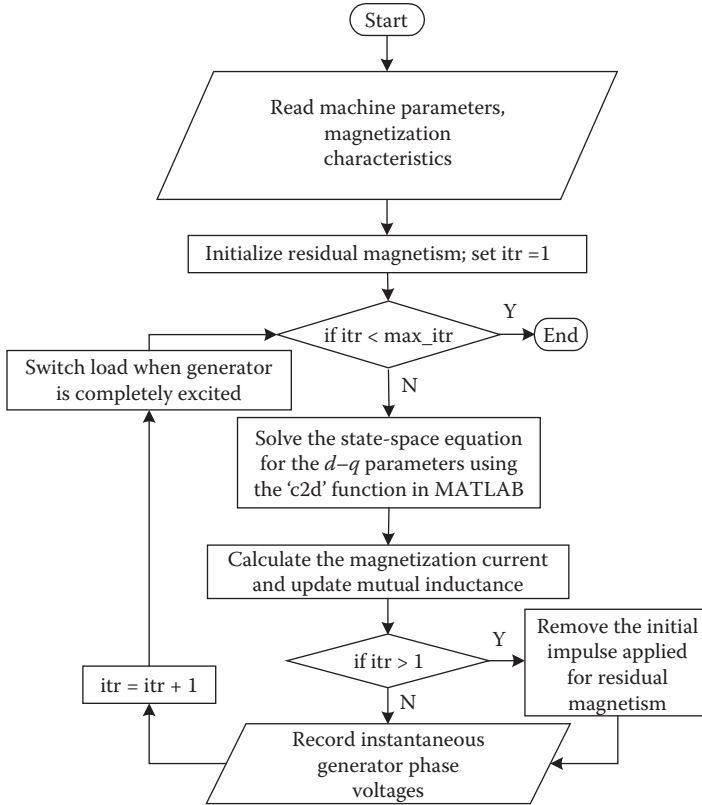 Start
Read machine parameters,
magnetization
characteristics
Initialize residual magnetism; set itr =1
if itr < max_itr
Y
End
N
Switch load when generator
is completely excited
Solve the state-space equation
for the d–q parameters using
the ‘c2d’ function in MATLAB
Calculate the magnetization current
and update mutual inductance
if itr > 1
Y
Remove the initial
impulse applied
for residual
magnetism
N
itr = itr + 1
Record instantaneous
generator phase
voltages